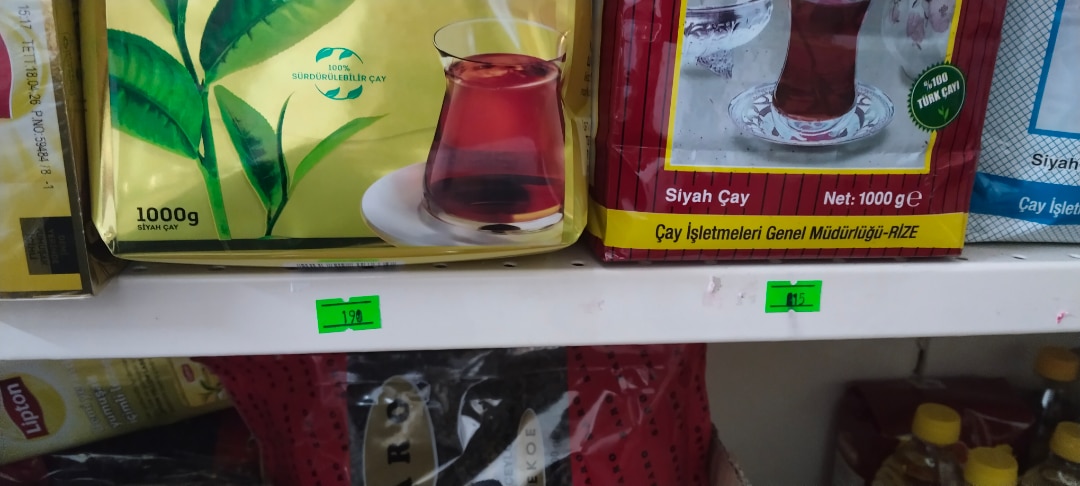 100%
SÜRDÜRÜLEBİLİR ÇAY
1000g
SİYAH ÇAY
%100
TÜRK ÇAYI
Siyah Çay
Net: 1000 g e
Çay İşletmeleri Genel Müdürlüğü-RİZE
Siyah
Çay İşlet
190
Lipton